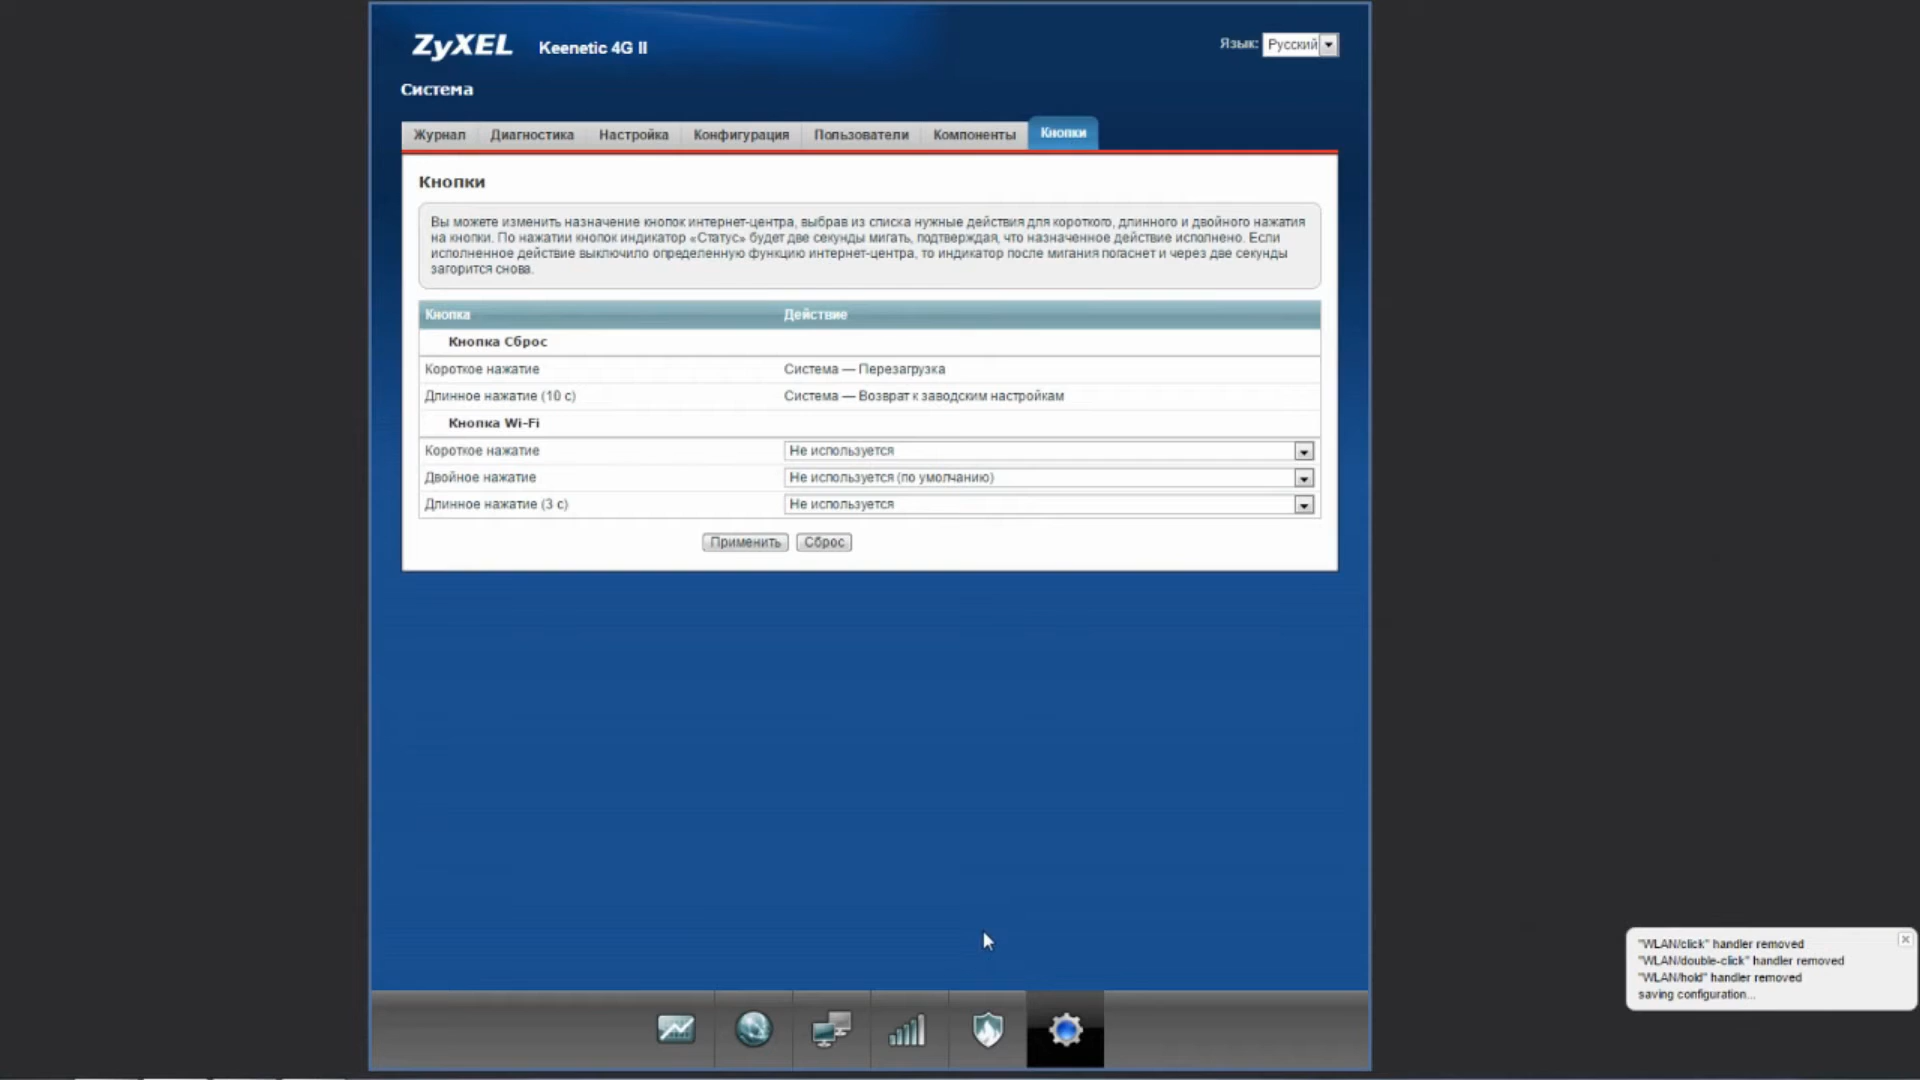 ZyXEL Keenetic 4G II
Язык: Русский
Система
Журнал Диагностика Настройка Конфигурация Пользователи Компоненты Кнопки
Кнопки
Вы можете изменить назначение кнопок интернет-центра, выбрав из списка нужные действия для короткого, длинного и двойного нажатия
на кнопки. По нажатии кнопок индикатор «Статус» будет две секунды мигать, подтверждая, что назначенное действие исполнено. Если
исполненное действие выключило определенную функцию интернет-центра, то индикатор после мигания погаснет и через две секунды
загорится снова.
Кнопка Действие
Кнопка Сброс
Короткое нажатие Система — Перезагрузка
Длинное нажатие (10 с) Система — Возврат к заводским настройкам
Кнопка Wi-Fi
Короткое нажатие Не используется
Двойное нажатие Не используется (по умолчанию)
Длинное нажатие (3 с) Не используется
Применить Сброс
"WLAN/click" handler removed
"WLAN/double-click" handler removed
"WLAN/hold" handler removed
saving configuration...